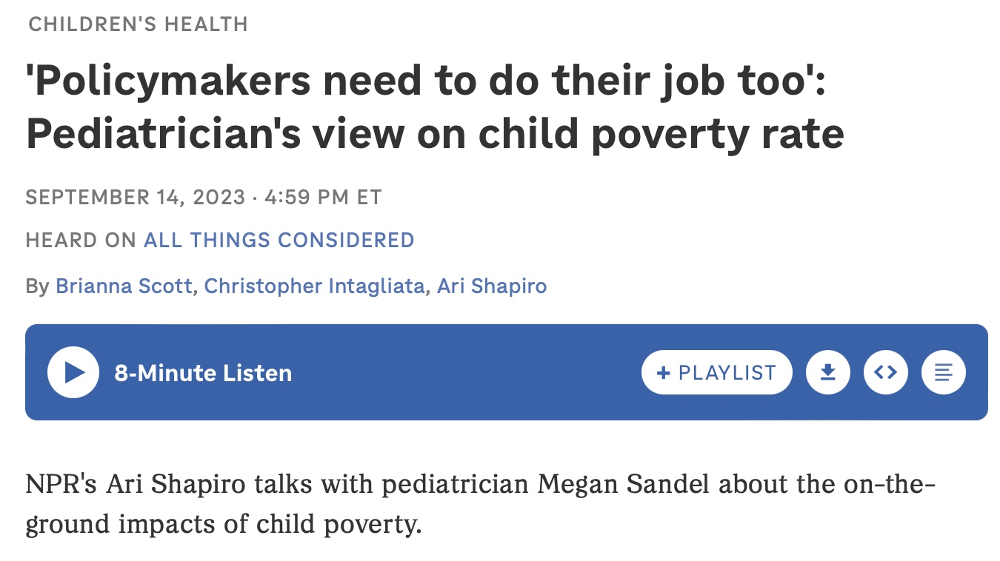 CHILDREN'S HEALTH
'Policymakers need to do their job too':
Pediatrician's view on child poverty rate
SEPTEMBER 14, 2023 · 4:59 PM ET
HEARD ON ALL THINGS CONSIDERED
By Brianna Scott, Christopher Intagliata, Ari Shapiro
8-Minute Listen + PLAYLIST
NPR's Ari Shapiro talks with pediatrician Megan Sandel about the on-the-
ground impacts of child poverty.